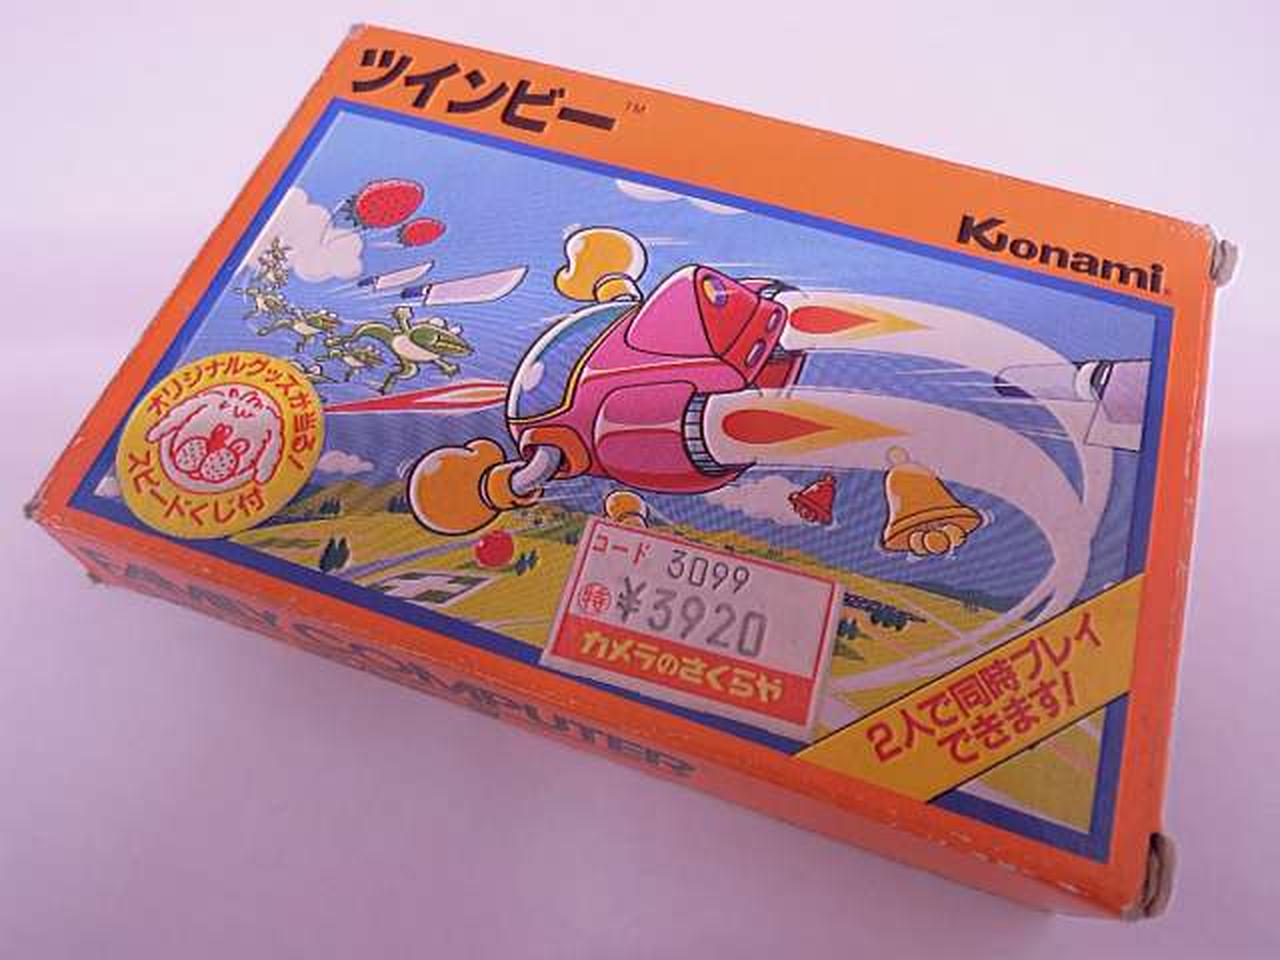 ツインビー™
Konami
オリジナルグッズが当る!
スピードくじ付
コード 3099
特 ¥3920
カメラのさくらや
2人で同時プレイ
できます!
FAMILY COMPUTER